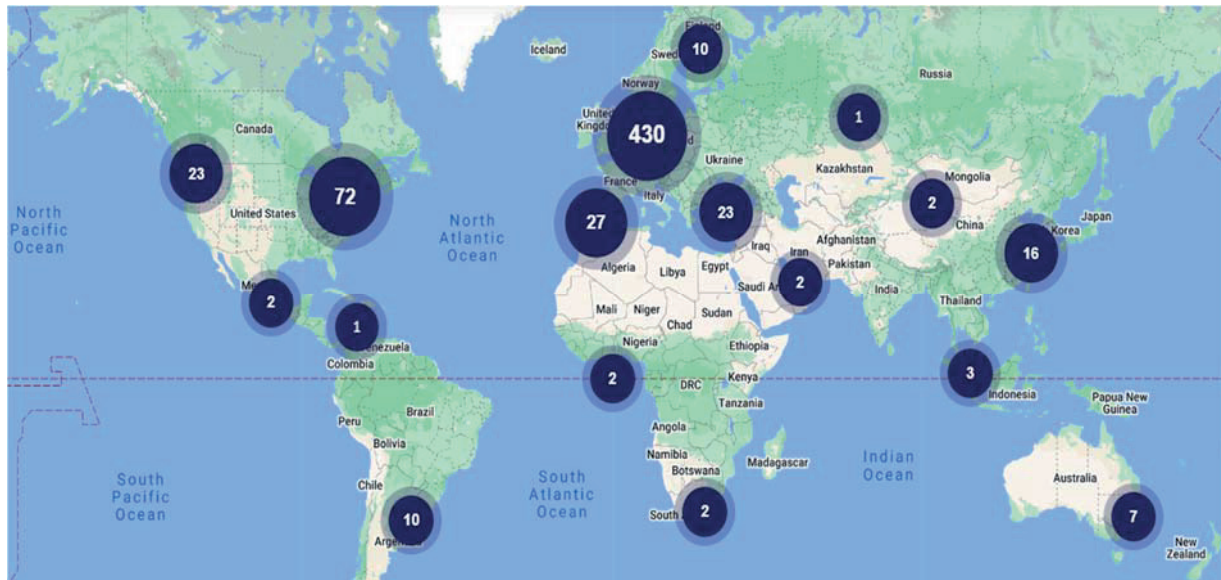 Finland
10
Iceland
Swed
Russia
Norway
Canada
United
Kingdom
430
1
Ukraine
Kazakhstan
Mongolia
23
72
France
Italy
United States
North
Pacific
Ocean
North
Atlantic
Ocean
27
23
2
China
Japan
Korea
16
Iraq
Iran
Afghanistan
Pakistan
Algeria
Libya
Egypt
Saudi Ar
2
India
Thailand
2
Mali
Niger
Chad
Sudan
1
Venezuela
Colombia
Nigeria
Ethiopia
2
DRC
Kenya
Tanzania
3
Indonesia
Papua New
Guinea
Peru
Brazil
Bolivia
Angola
Namibia
Botswana
Madagascar
South
Pacific
Ocean
Chile
South
Atlantic
Ocean
Indian
Ocean
Australia
10
South
2
7
New
Zealand